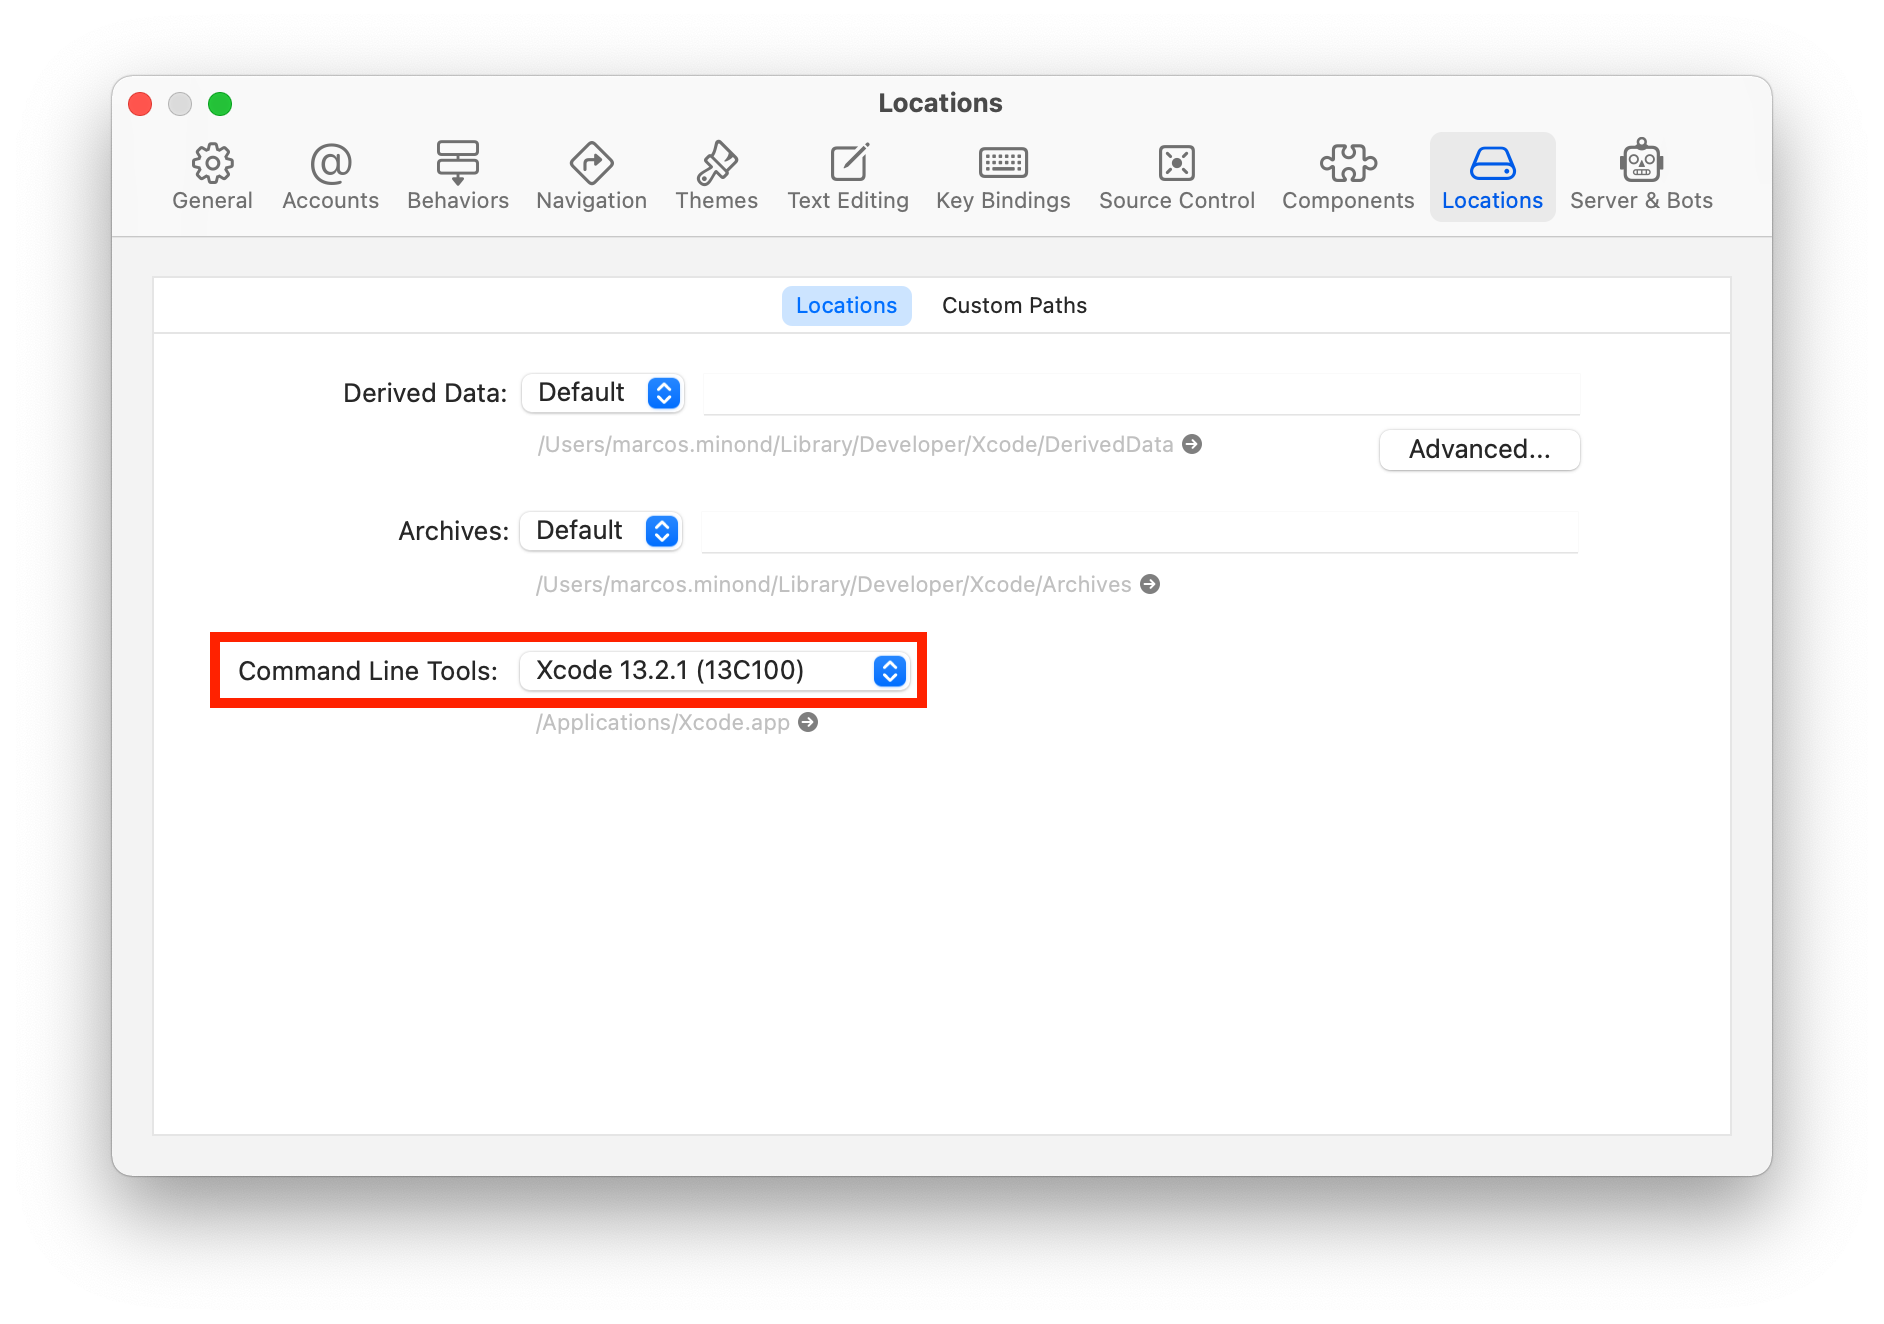 Locations
General Accounts Behaviors Navigation Themes Text Editing Key Bindings Source Control Components Locations Server & Bots
Locations Custom Paths
Derived Data: Default
/Users/marcos.minond/Library/Developer/Xcode/DerivedData
Advanced...
Archives: Default
/Users/marcos.minond/Library/Developer/Xcode/Archives
Command Line Tools: Xcode 13.2.1 (13C100)
/Applications/Xcode.app